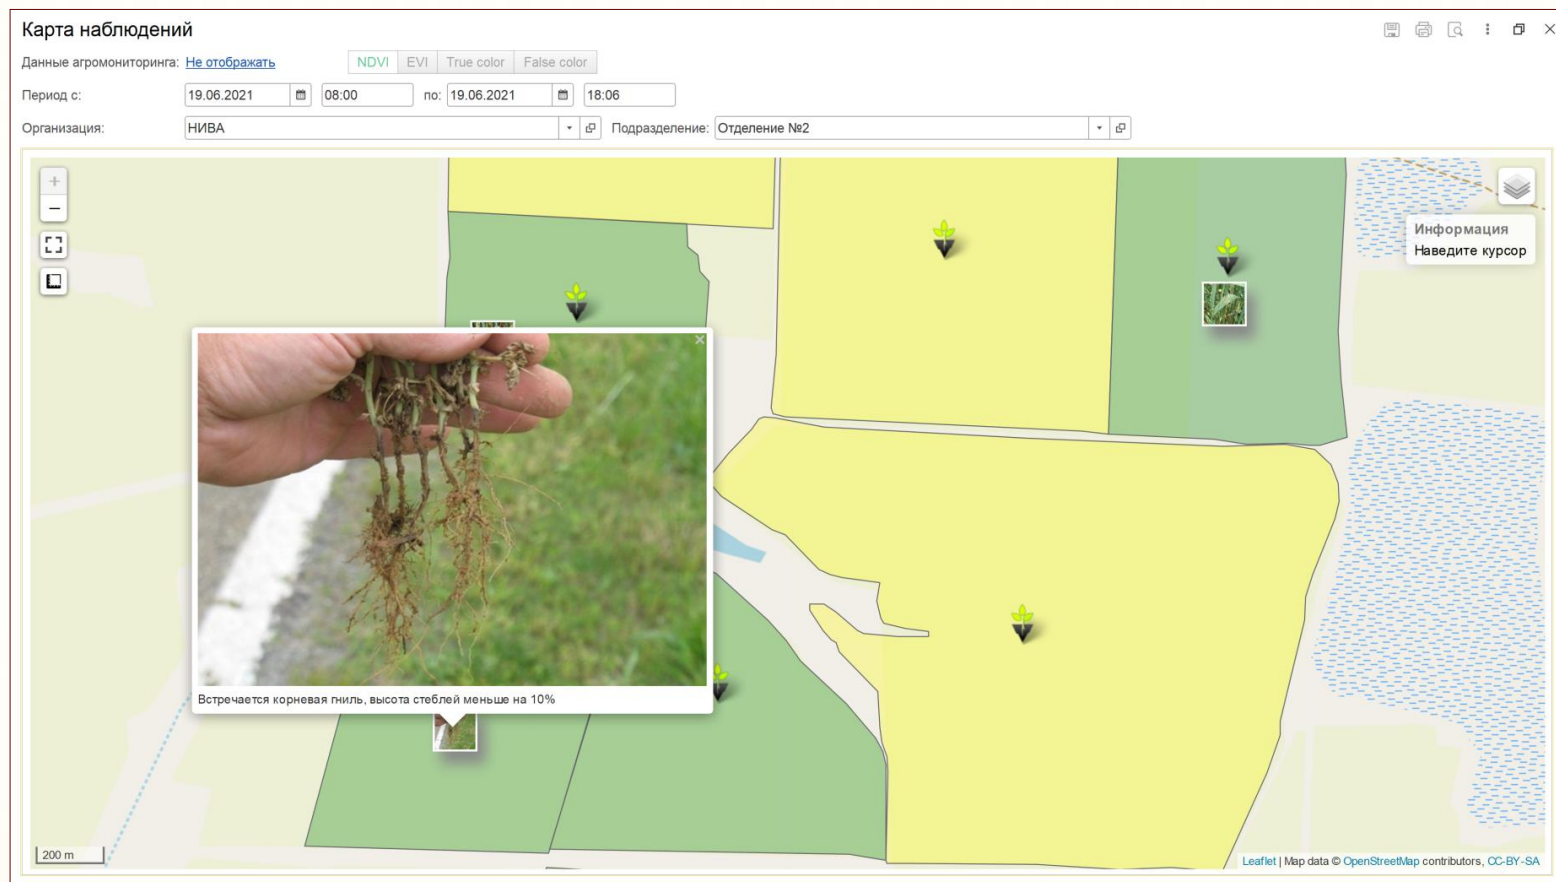 Карта наблюдений
Данные агромониторинга: Не отображать NDVI EVI True color False color
Период с: 19.06.2021 08:00 по: 19.06.2021 18:06
Организация: НИВА Подразделение: Отделение №2
+
−
Информация
Наведите курсор
×
Встречается корневая гниль, высота стеблей меньше на 10%
200 m
Leaflet | Map data © OpenStreetMap contributors, CC-BY-SA